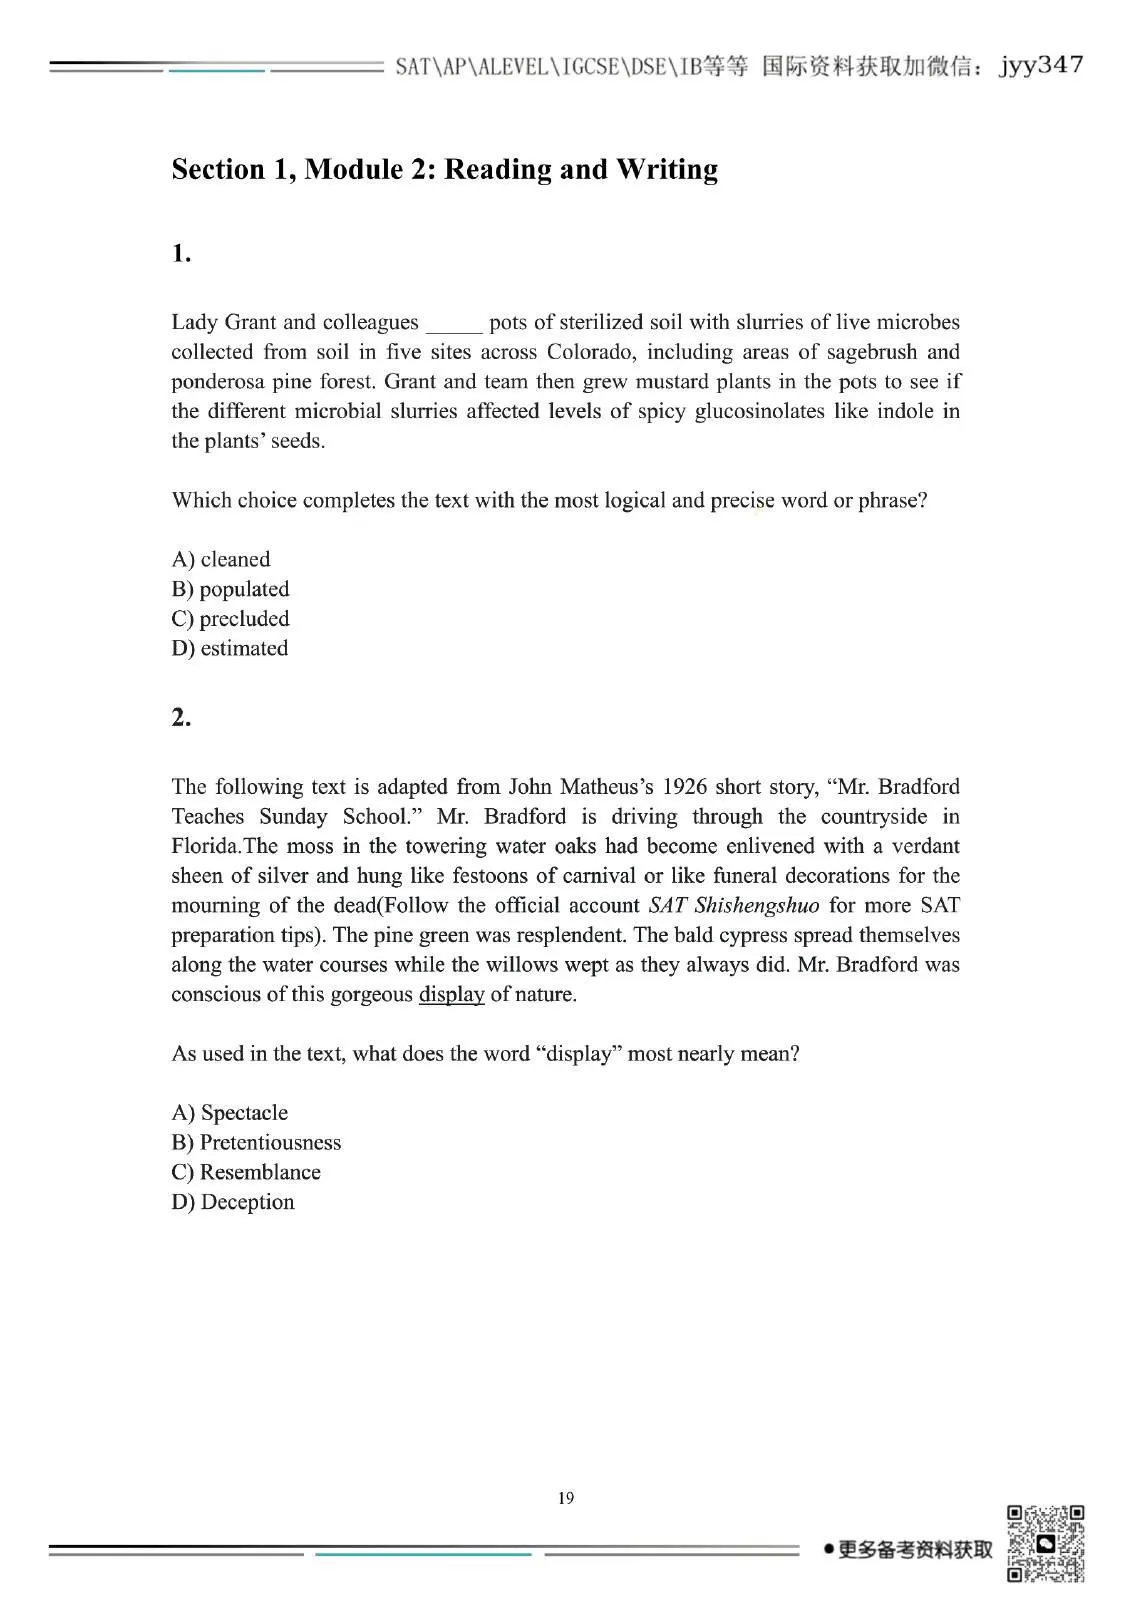 SAT\AP\ALEVEL\IGCSE\DSE\IB等等 国际资料获取加微信: jyy347
Section 1, Module 2: Reading and Writing
1.
Lady Grant and colleagues _____ pots of sterilized soil with slurries of live microbes
collected from soil in five sites across Colorado, including areas of sagebrush and
ponderosa pine forest. Grant and team then grew mustard plants in the pots to see if
the different microbial slurries affected levels of spicy glucosinolates like indole in
the plants’ seeds.
Which choice completes the text with the most logical and precise word or phrase?
A) cleaned
B) populated
C) precluded
D) estimated
2.
The following text is adapted from John Matheus’s 1926 short story, “Mr. Bradford
Teaches Sunday School.” Mr. Bradford is driving through the countryside in
Florida.The moss in the towering water oaks had become enlivened with a verdant
sheen of silver and hung like festoons of carnival or like funeral decorations for the
mourning of the dead(Follow the official account SAT Shishengshuo for more SAT
preparation tips). The pine green was resplendent. The bald cypress spread themselves
along the water courses while the willows wept as they always did. Mr. Bradford was
conscious of this gorgeous display of nature.
As used in the text, what does the word “display” most nearly mean?
A) Spectacle
B) Pretentiousness
C) Resemblance
D) Deception
19
●更多备考资料获取